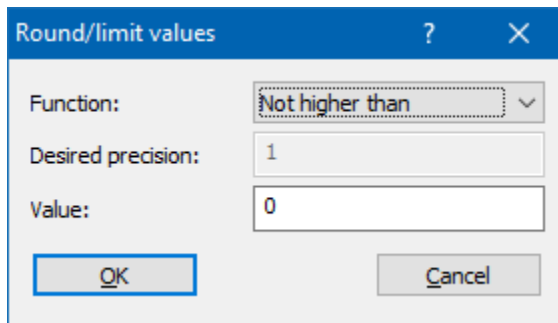 Round/limit values ?
Function: Not higher than
Desired precision: 1
Value: 0
OK Cancel